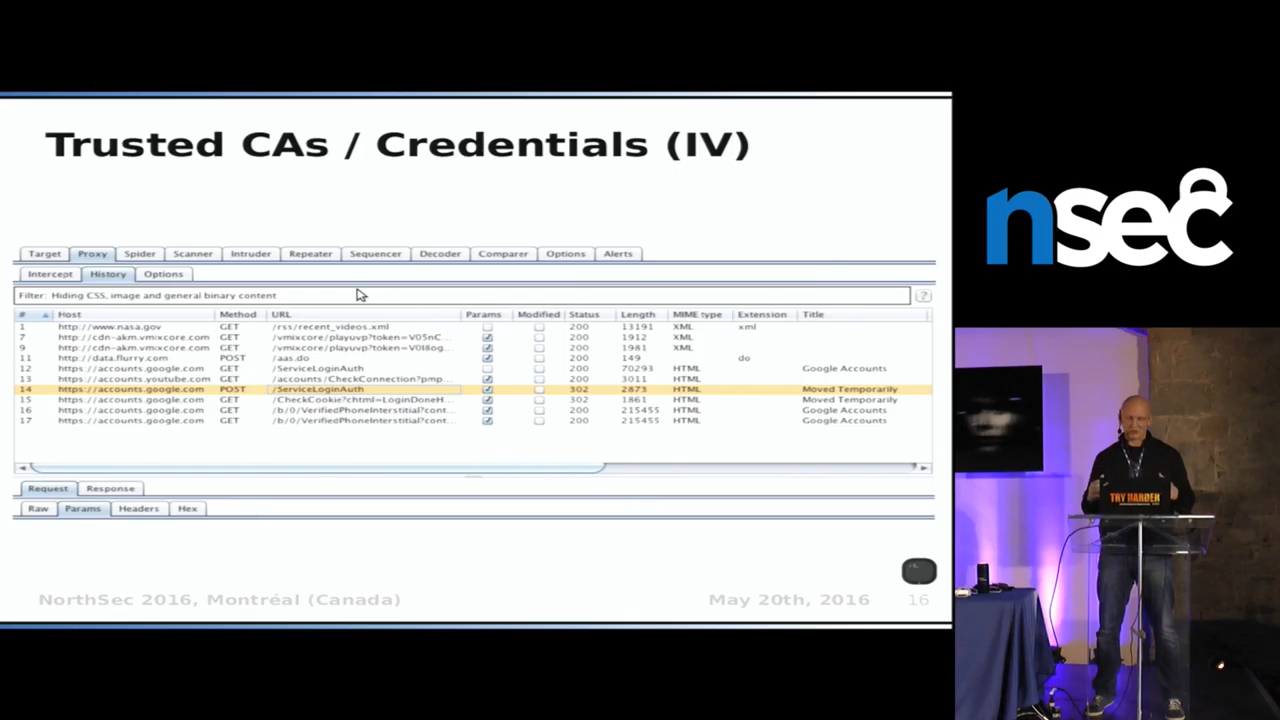 Trusted CAs / Credentials (IV)
Target Proxy Spider Scanner Intruder Repeater Sequencer Decoder Comparer Options Alerts
Intercept History Options
Filter: Hiding CSS, image and general binary content ?
# Host Method URL Params Modified Status Length MIME type Extension Title
1 http://www.nasa.gov GET /rss/recent_videos.xml 200 13191 XML xml
7 http://cdn-akm.vmixcore.com GET /vmixcore/playuvp?token=V05nC... 200 1912 XML
9 http://cdn-akm.vmixcore.com GET /vmixcore/playuvp?token=V0l8og... 200 1981 XML
11 http://data.flurry.com POST /aas.do 200 149 do
12 https://accounts.google.com GET /ServiceLoginAuth 200 70293 HTML Google Accounts
13 https://accounts.youtube.com GET /accounts/CheckConnection?pmp... 200 3011 HTML
14 https://accounts.google.com POST /ServiceLoginAuth 302 2873 HTML Moved Temporarily
15 https://accounts.google.com GET /CheckCookie?chtml=LoginDoneH... 302 1861 HTML Moved Temporarily
16 https://accounts.google.com GET /b/0/VerifiedPhoneInterstitial?cont... 200 215455 HTML Google Accounts
17 https://accounts.google.com GET /b/0/VerifiedPhoneInterstitial?cont... 200 215455 HTML Google Accounts
Request Response
Raw Params Headers Hex
NorthSec 2016, Montréal (Canada) May 20th, 2016 16
nsec
TRY HARDER